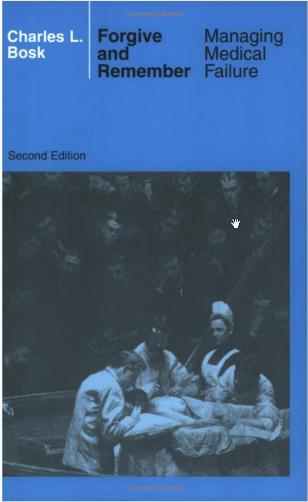 Charles L.
Bosk
Forgive
and
Remember
Managing
Medical
Failure
Second Edition